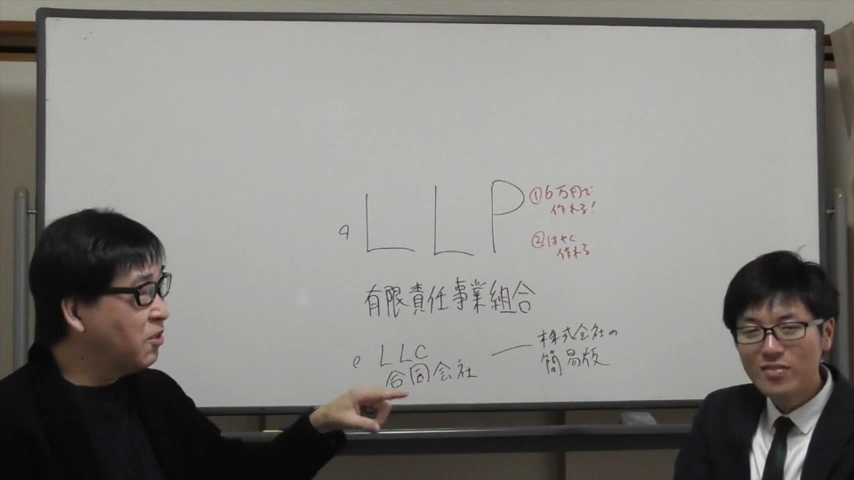 LLP
①6万円で
作れる!
②はやく
作れる
有限責任事業組合
LLC
合同会社
株式会社の
簡易版